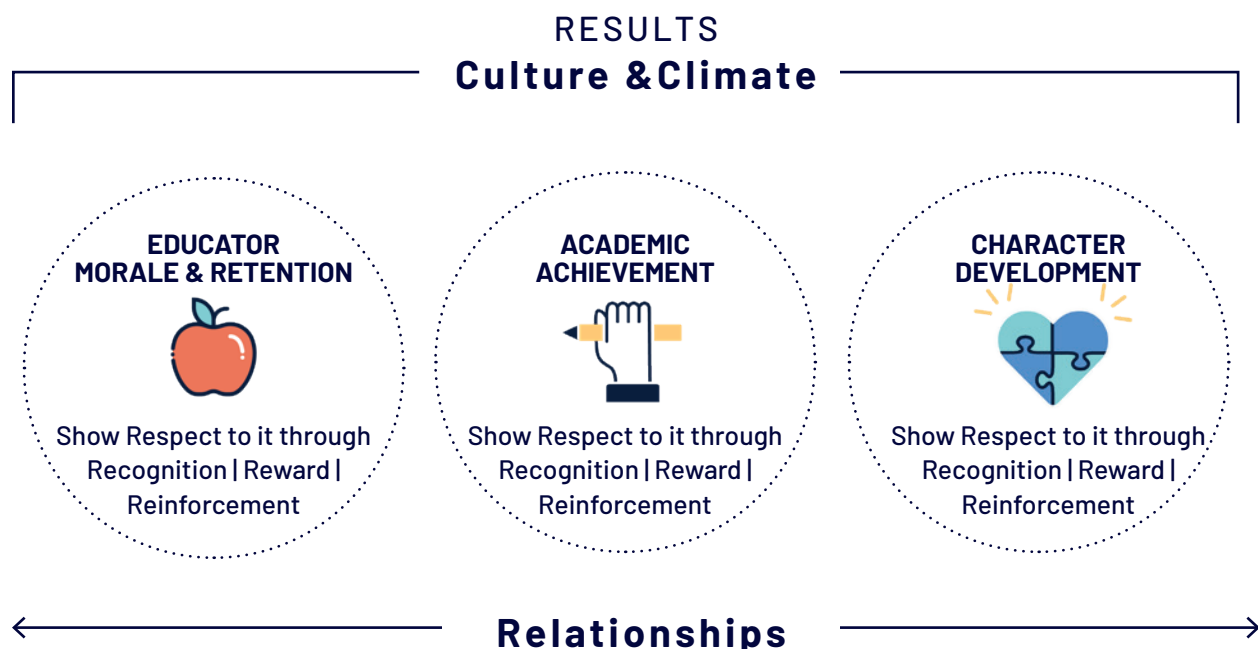 RESULTS
Culture &Climate
EDUCATOR
MORALE & RETENTION
Show Respect to it through
Recognition | Reward |
Reinforcement
ACADEMIC
ACHIEVEMENT
Show Respect to it through
Recognition | Reward |
Reinforcement
CHARACTER
DEVELOPMENT
Show Respect to it through
Recognition | Reward |
Reinforcement
Relationships